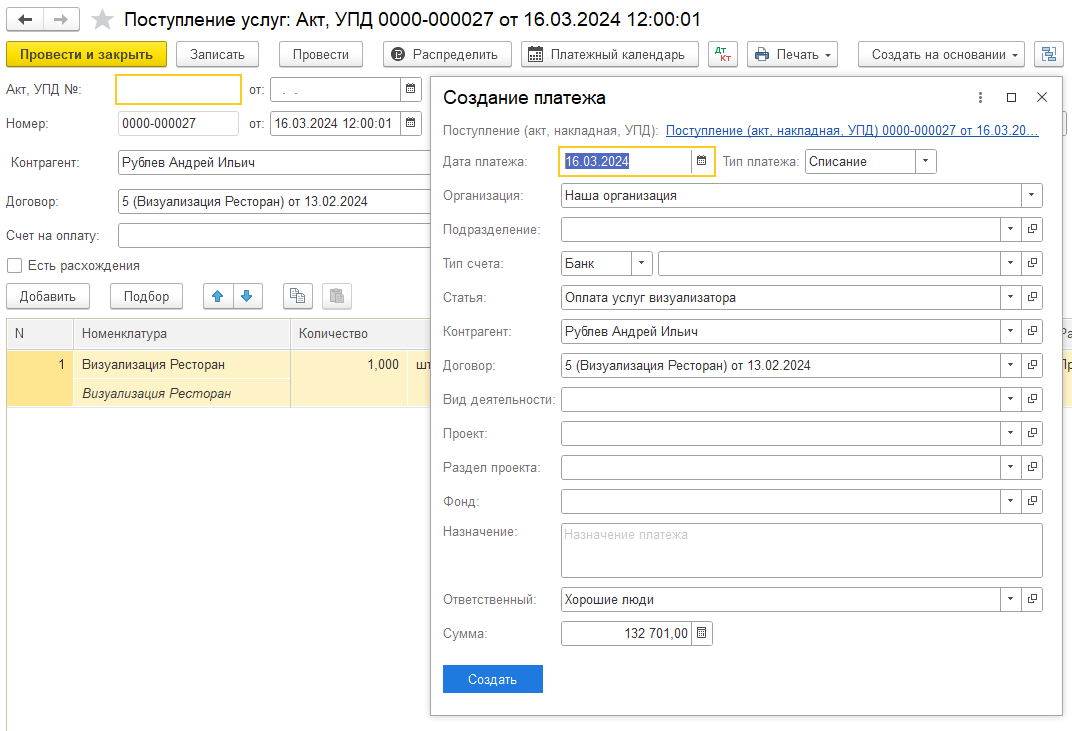 Поступление услуг: Акт, УПД 0000-000027 от 16.03.2024 12:00:01
Провести и закрыть Записать Провести Распределить Платежный календарь Дт Кт Печать Создать на основании
Акт, УПД №: от: . .
Номер: 0000-000027 от: 16.03.2024 12:00:01
Контрагент: Рублев Андрей Ильич
Договор: 5 (Визуализация Ресторан) от 13.02.2024
Счет на оплату:
Есть расхождения
Добавить Подбор
N Номенклатура Количество
1 Визуализация Ресторан 1,000
Визуализация Ресторан
Создание платежа
Поступление (акт, накладная, УПД): Поступление (акт, накладная, УПД) 0000-000027 от 16.03.20...
Дата платежа: 16.03.2024 Тип платежа: Списание
Организация: Наша организация
Подразделение:
Тип счета: Банк
Статья: Оплата услуг визуализатора
Контрагент: Рублев Андрей Ильич
Договор: 5 (Визуализация Ресторан) от 13.02.2024
Вид деятельности:
Проект:
Раздел проекта:
Фонд:
Назначение: Назначение платежа
Ответственный: Хорошие люди
Сумма: 132 701,00
Создать